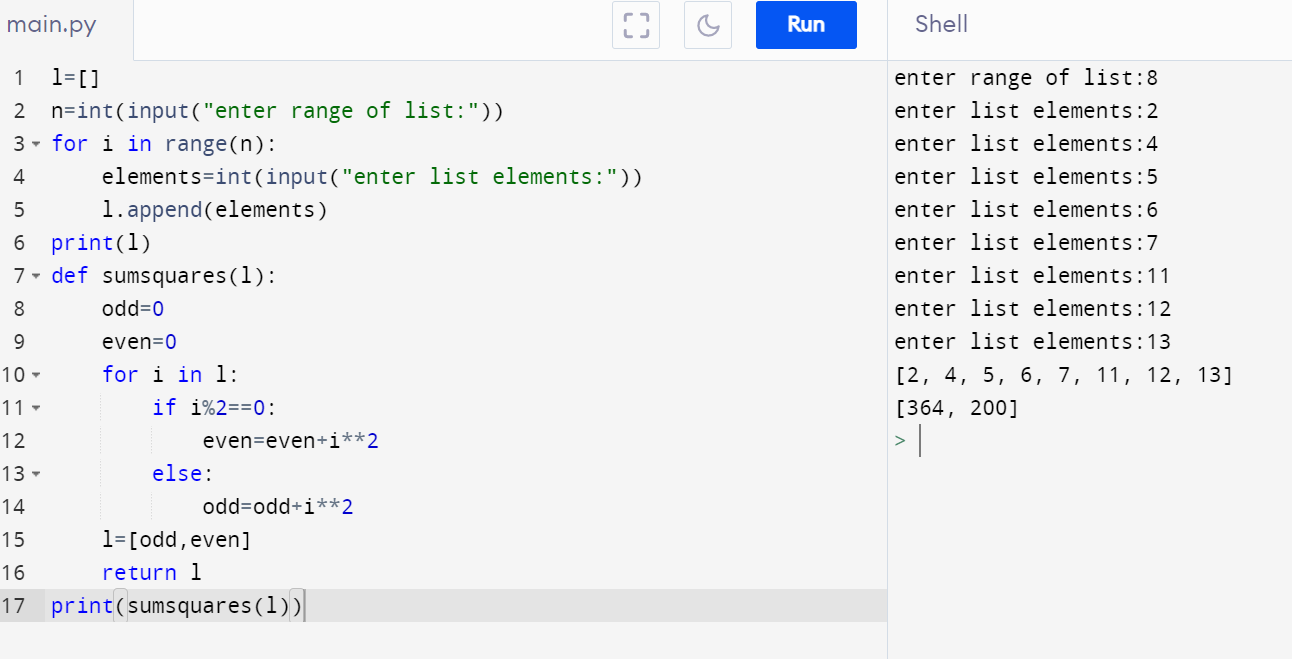 main.py
Run
Shell
1 l=[]
2 n=int(input("enter range of list:"))
3 for i in range(n):
4     elements=int(input("enter list elements:"))
5     l.append(elements)
6 print(l)
7 def sumsquares(l):
8     odd=0
9     even=0
10     for i in l:
11         if i%2==0:
12             even=even+i**2
13         else:
14             odd=odd+i**2
15     l=[odd,even]
16     return l
17 print(sumsquares(l))
enter range of list:8
enter list elements:2
enter list elements:4
enter list elements:5
enter list elements:6
enter list elements:7
enter list elements:11
enter list elements:12
enter list elements:13
[2, 4, 5, 6, 7, 11, 12, 13]
[364, 200]
>